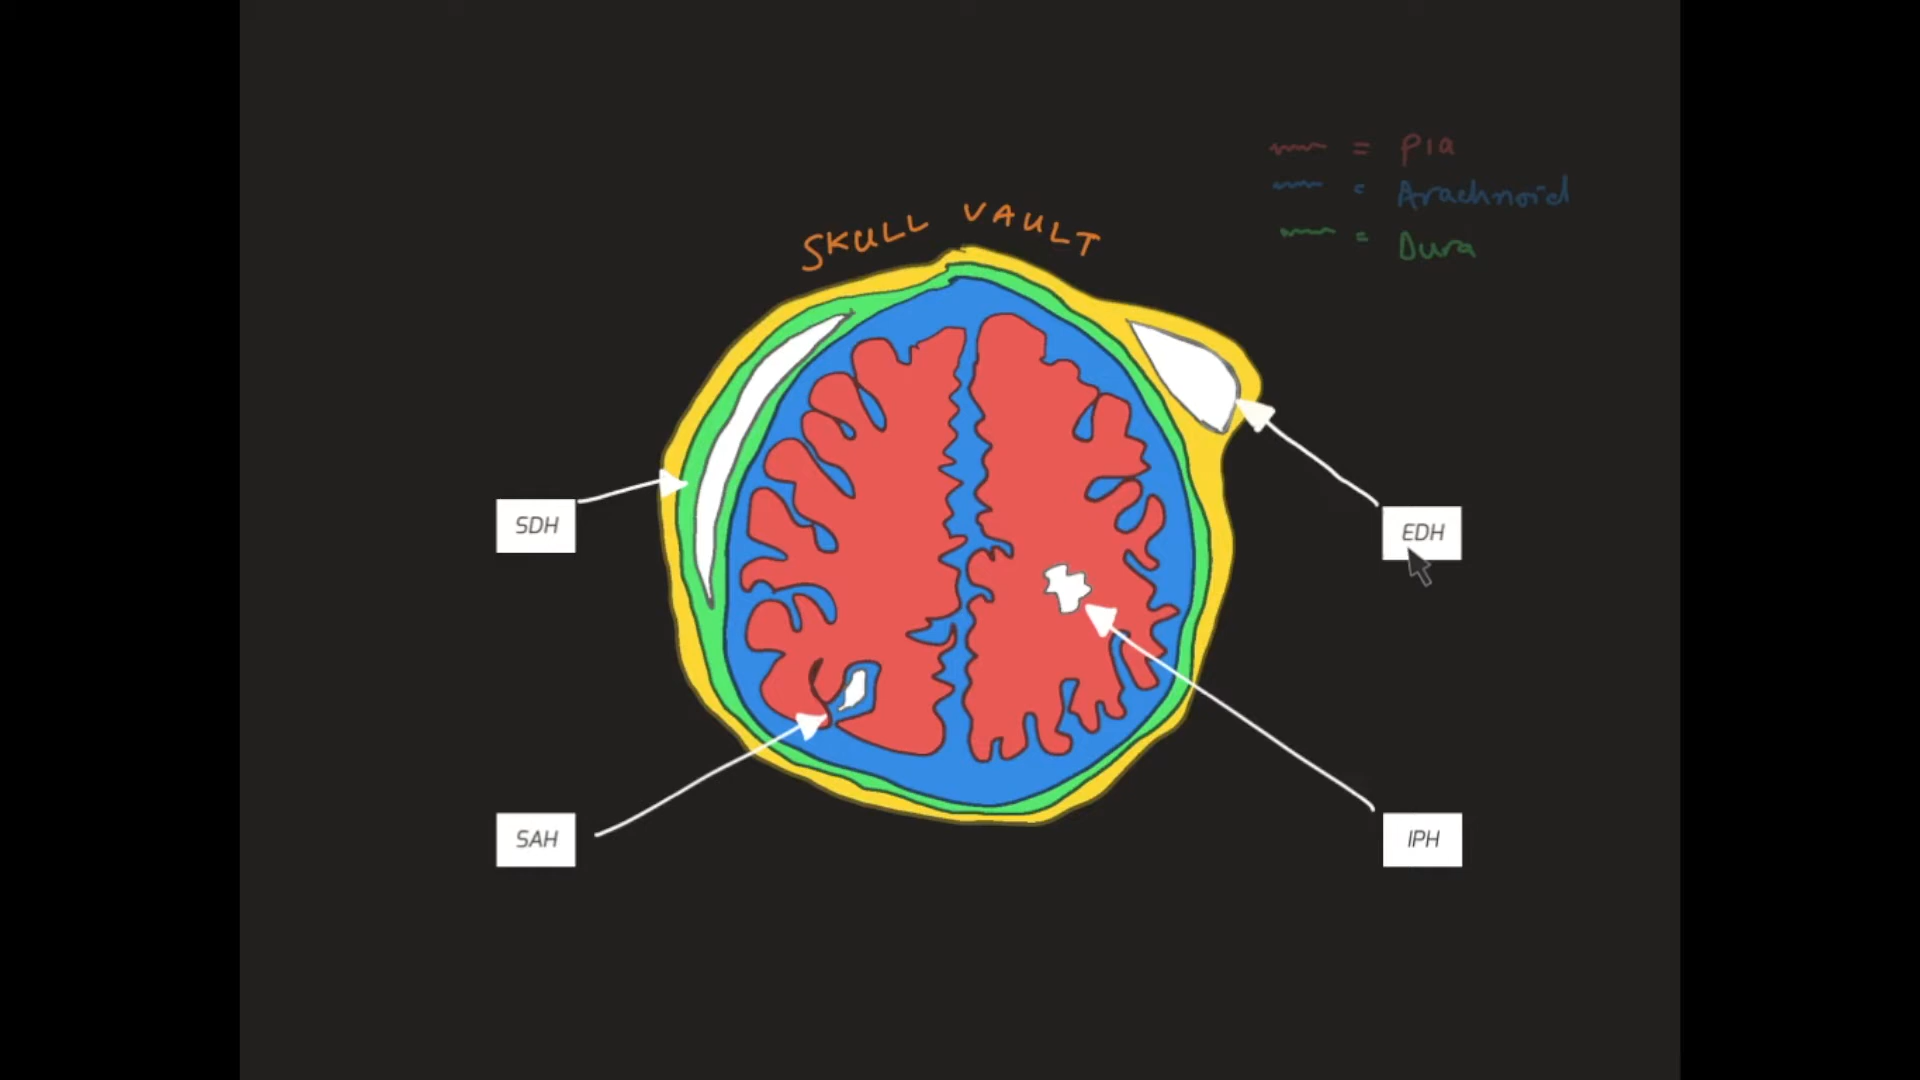 = Pia
= Arachnoid
= Dura
SKULL VAULT
SDH
EDH
SAH
IPH